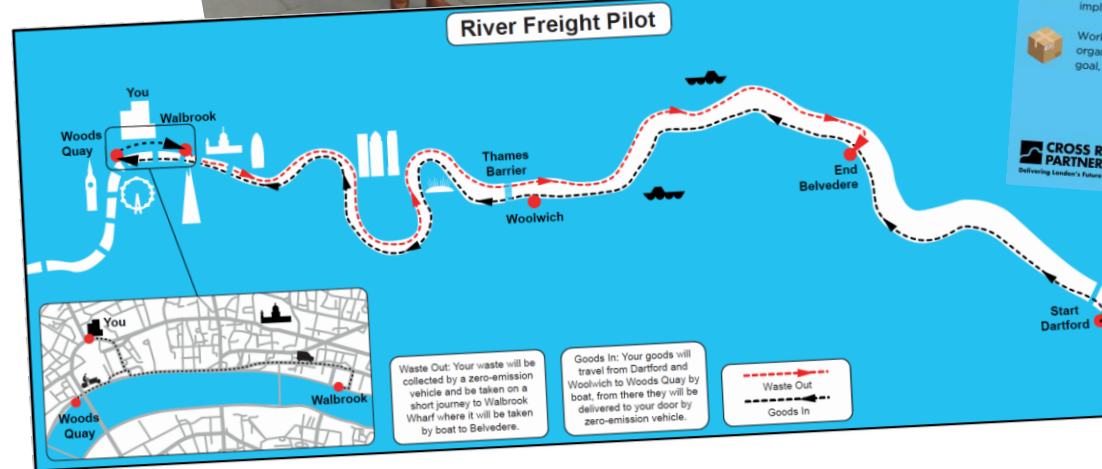 River Freight Pilot
You
Walbrook
Woods
Quay
Thames
Barrier
Woolwich
End
Belvedere
Start
Dartford
You
Woods
Quay
Walbrook
Waste Out: Your waste will be
collected by a zero-emission
vehicle and be taken on a
short journey to Walbrook
Wharf where it will be taken
by boat to Belvedere.
Goods In: Your goods will
travel from Dartford and
Woolwich to Woods Quay by
boat, from there they will be
delivered to your door by
zero-emission vehicle.
Waste Out
Goods In
goal,
CROSS
Delivering London's Future